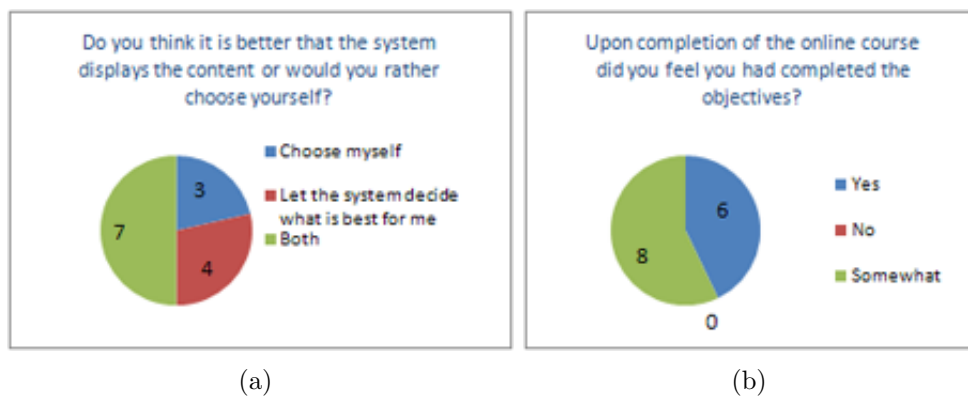 Do you think it is better that the system
displays the content or would you rather
choose yourself?
3
4
7
Choose myself
Let the system decide
what is best for me
Both
(a)
Upon completion of the online course
did you feel you had completed the
objectives?
6
8
0
Yes
No
Somewhat
(b)